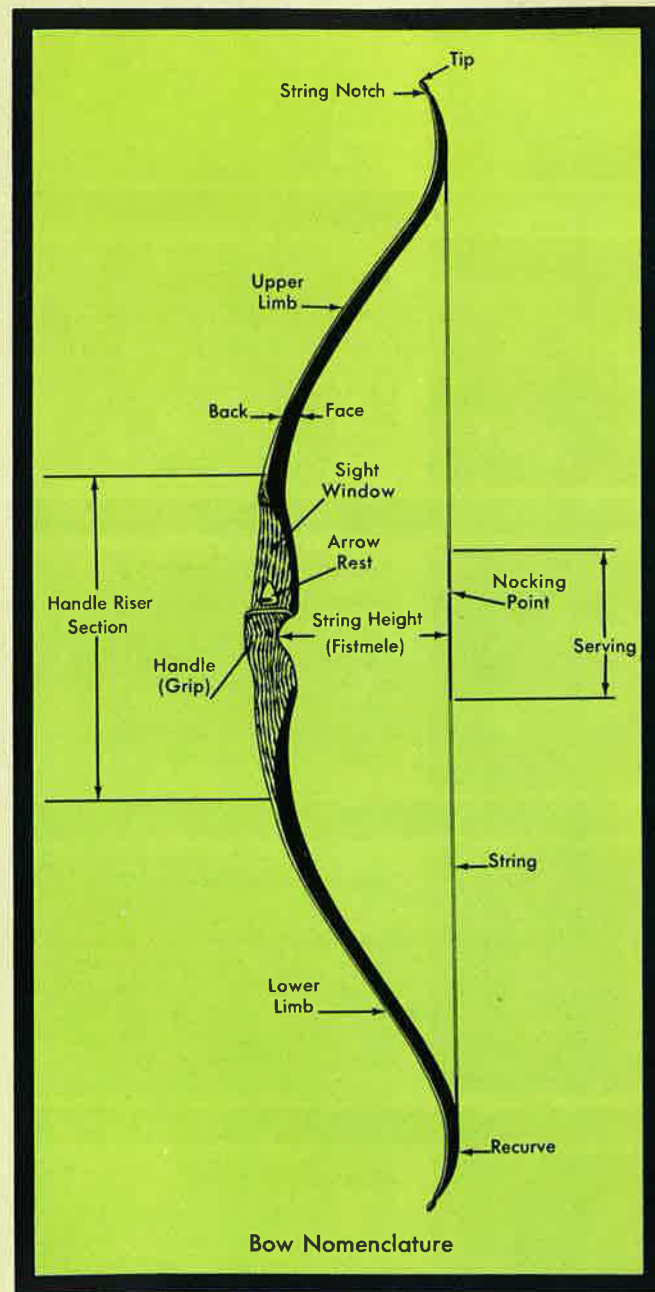 Tip
String Notch
Upper
Limb
Back
Face
Sight
Window
Arrow
Rest
Nocking
Point
Handle Riser
Section
String Height
(Fistmele)
Serving
Handle
(Grip)
String
Lower
Limb
Recurve
Bow Nomenclature